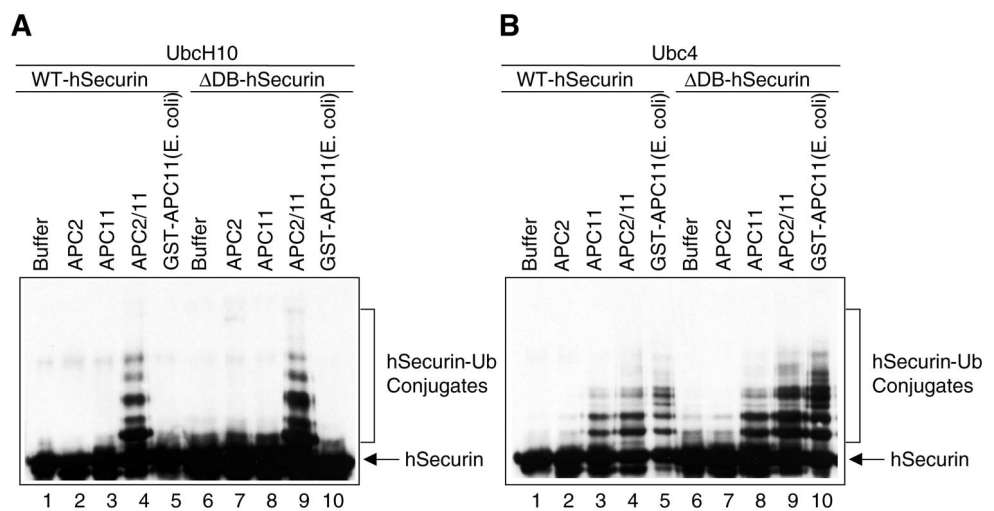 A
UbcH10
WT-hSecurin ΔDB-hSecurin
Buffer
APC2
APC11
APC2/11
GST-APC11(E. coli)
Buffer
APC2
APC11
APC2/11
GST-APC11(E. coli)
hSecurin-Ub
Conjugates
hSecurin
1 2 3 4 5 6 7 8 9 10
B
Ubc4
WT-hSecurin ΔDB-hSecurin
Buffer
APC2
APC11
APC2/11
GST-APC11(E. coli)
Buffer
APC2
APC11
APC2/11
GST-APC11(E. coli)
hSecurin-Ub
Conjugates
hSecurin
1 2 3 4 5 6 7 8 9 10